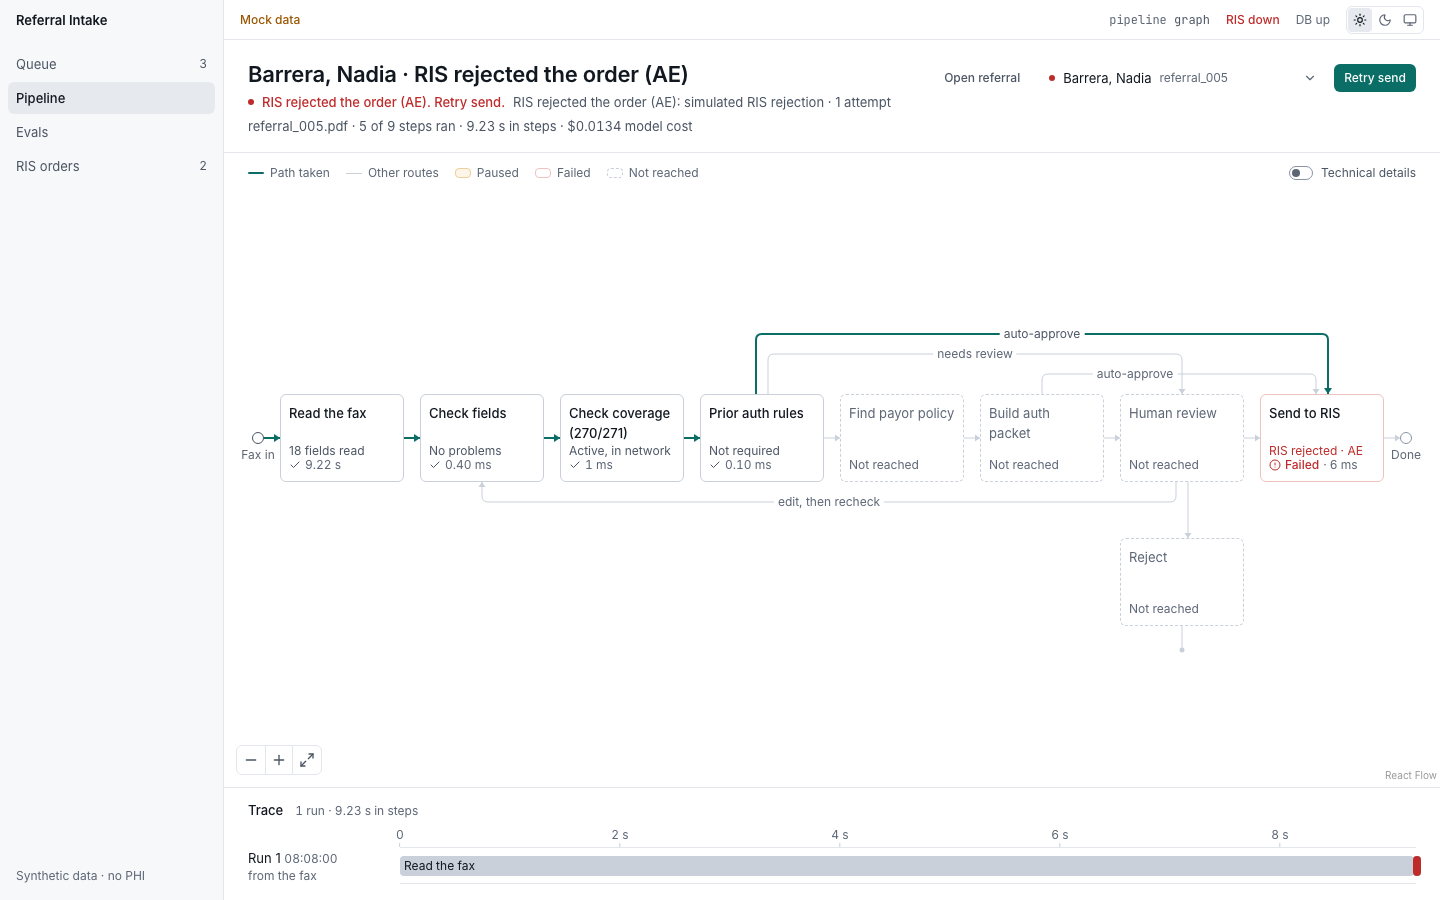 Referral Intake
Queue 3
Pipeline
Evals
RIS orders 2
Synthetic data · no PHI
Mock data
pipeline graph RIS down DB up
Barrera, Nadia · RIS rejected the order (AE)
RIS rejected the order (AE). Retry send. RIS rejected the order (AE): simulated RIS rejection · 1 attempt
referral_005.pdf · 5 of 9 steps ran · 9.23 s in steps · $0.0134 model cost
Open referral
Barrera, Nadia referral_005
Retry send
Path taken Other routes Paused Failed Not reached
Technical details
auto-approve
needs review
auto-approve
Fax in
Read the fax
18 fields read
9.22 s
Check fields
No problems
0.40 ms
Check coverage
(270/271)
Active, in network
1 ms
Prior auth rules
Not required
0.10 ms
Find payor policy
Not reached
Build auth
packet
Not reached
Human review
Not reached
Send to RIS
RIS rejected · AE
Failed · 6 ms
Done
edit, then recheck
Reject
Not reached
React Flow
Trace 1 run · 9.23 s in steps
0 2 s 4 s 6 s 8 s
Run 1 08:08:00
from the fax
Read the fax